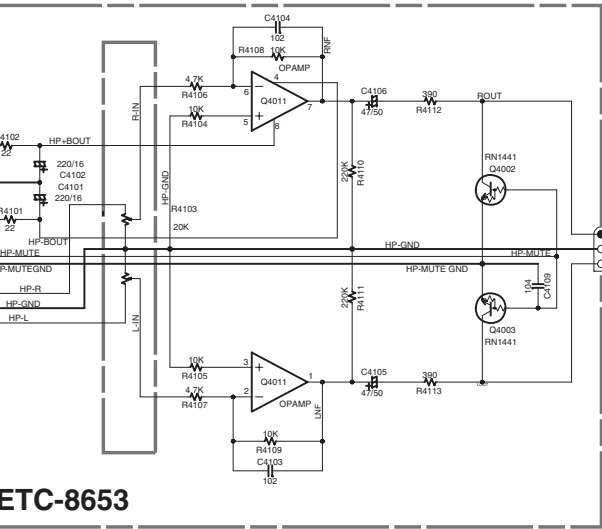 C4104
102
R4108 10K
RNF
OPAMP
4
4.7K
R4106
6
Q4011
7
10K
R4104
5
8
C4106
47/50
390
R4112
ROUT
R-IN
4102
22
HP+BOUT
220/16
C4102
C4101
220/16
R4101
22
HP-GND
R4103
20K
220K
R4110
RN1441
Q4002
HP-BOUT
HP-MUTE
P-MUTEGND
HP-R
HP-GND
HP-L
HP-GND
HP-MUTE
HP-MUTE GND
104
C4109
220K
R4111
L-IN
Q4003
RN1441
10K
R4105
4.7K
R4107
3
2
Q4011
1
OPAMP
LNF
C4105
47/50
390
R4113
10K
R4109
C4103
102
ETC-8653